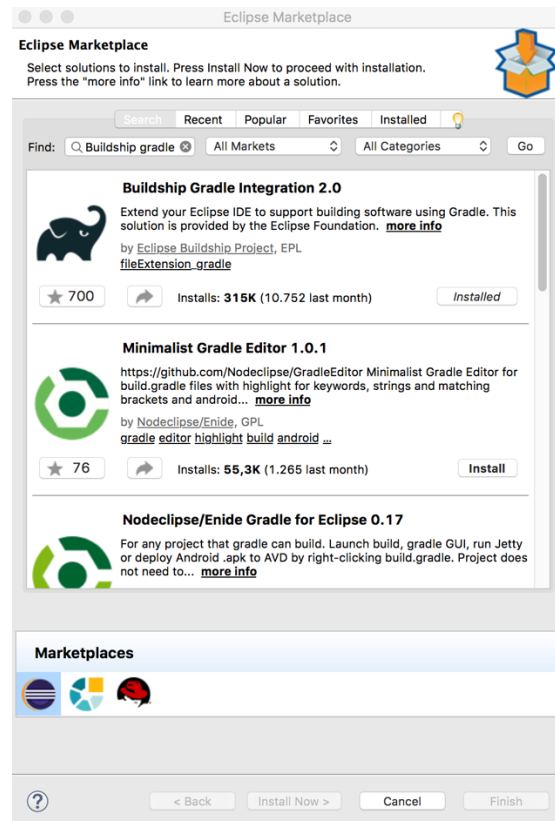 Eclipse Marketplace
Eclipse Marketplace
Select solutions to install. Press Install Now to proceed with installation.
Press the "more info" link to learn more about a solution.
Search Recent Popular Favorites Installed
Find: Buildship gradle All Markets All Categories Go
Buildship Gradle Integration 2.0
Extend your Eclipse IDE to support building software using Gradle. This
solution is provided by the Eclipse Foundation. more info
by Eclipse Buildship Project, EPL
fileExtension_gradle
700 Installs: 315K (10.752 last month) Installed
Minimalist Gradle Editor 1.0.1
https://github.com/Nodeclipse/GradleEditor Minimalist Gradle Editor for
build.gradle files with highlight for keywords, strings and matching
brackets and android... more info
by Nodeclipse/Enide, GPL
gradle editor highlight build android ...
76 Installs: 55,3K (1.265 last month) Install
Nodeclipse/Enide Gradle for Eclipse 0.17
For any project that gradle can build. Launch build, gradle GUI, run Jetty
or deploy Android .apk to AVD by right-clicking build.gradle. Project does
not need to... more info
Marketplaces
? < Back Install Now > Cancel Finish